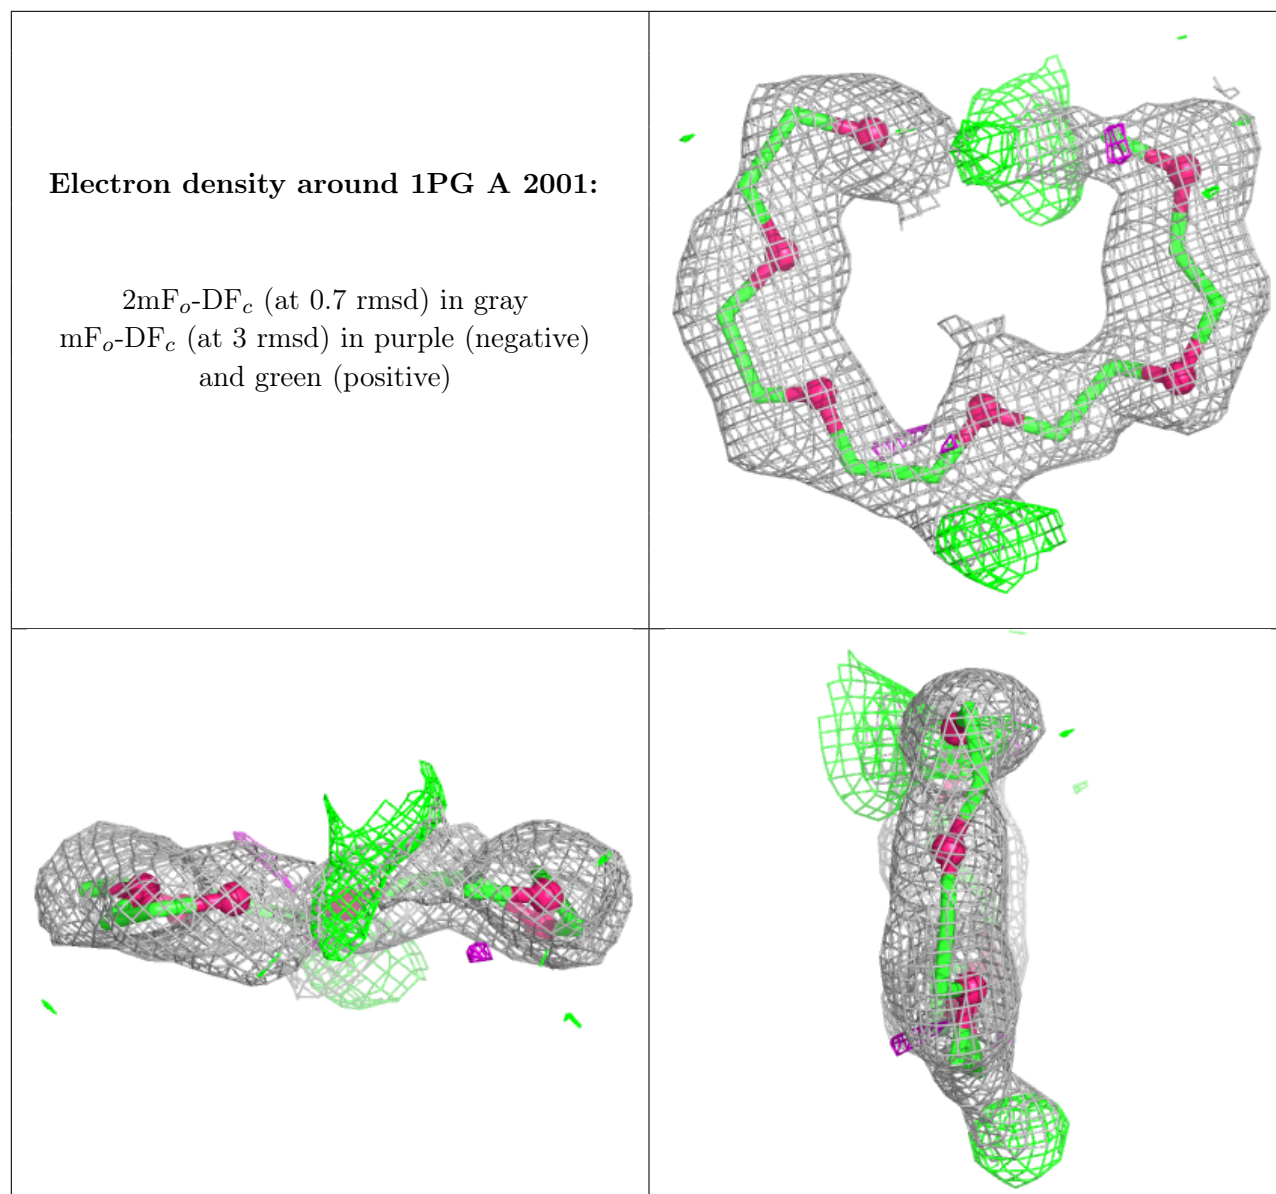 Electron density around 1PG A 2001:
2mFₒ-DF𝒸 (at 0.7 rmsd) in gray
mFₒ-DF𝒸 (at 3 rmsd) in purple (negative)
and green (positive)